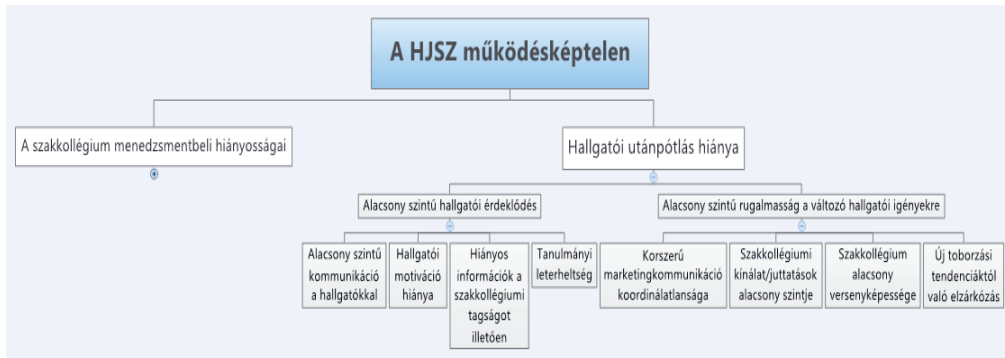 A HJSZ működésképtelen
A szakkollégium menedzsmentbeli hiányosságai
Hallgatói utánpótlás hiánya
Alacsony szintű hallgatói érdeklődés
Alacsony szintű rugalmasság a változó hallgatói igényekre
Alacsony szintű
kommunikáció
a hallgatókkal
Hallgatói
motiváció
hiánya
Hiányos
információk a
szakkollégiumi
tagságot
illetően
Tanulmányi
leterheltség
Korszerű
marketingkommunikáció
koordinálatlansága
Szakkollégiumi
kínálat/juttatások
alacsony szintje
Szakkollégium
alacsony
versenyképessége
Új toborzási
tendenciáktól
való elzárkózás